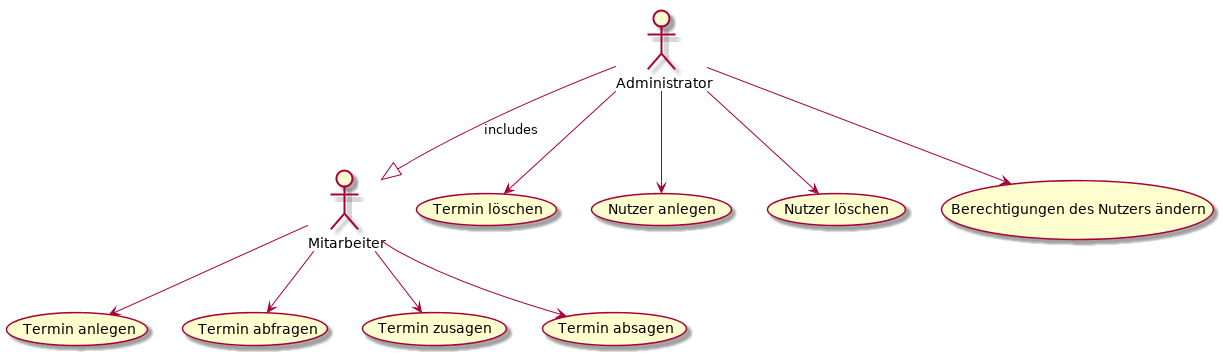 Administrator
includes
Termin löschen
Nutzer anlegen
Nutzer löschen
Berechtigungen des Nutzers ändern
Mitarbeiter
Termin anlegen
Termin abfragen
Termin zusagen
Termin absagen